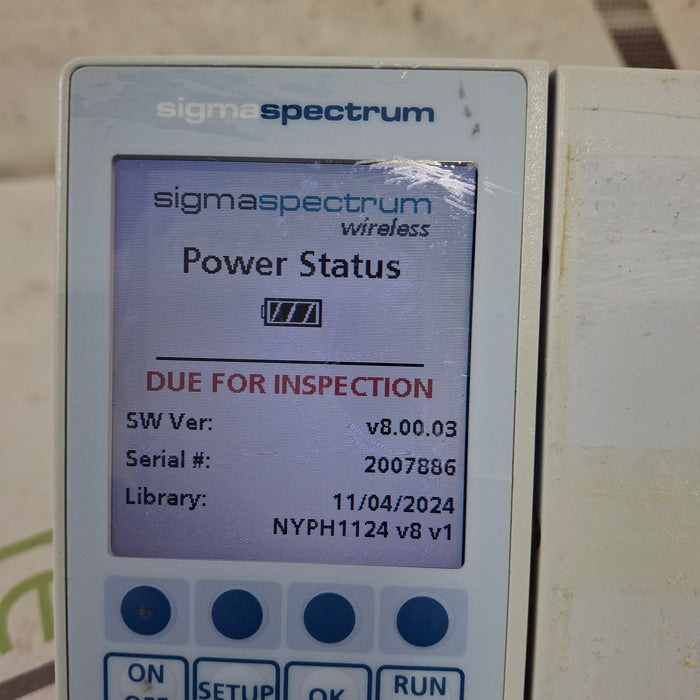 sigmaspectrum
sigmaspectrum
wireless
Power Status
DUE FOR INSPECTION
SW Ver: v8.00.03
Serial #: 2007886
Library: 11/04/2024
NYPH1124 v8 v1
ON SETUP OK RUN
OFF